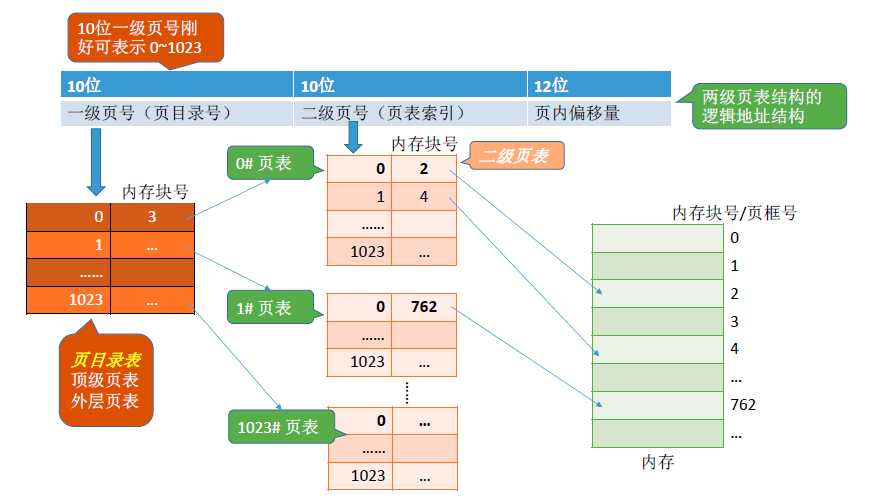 10位一级页号刚
好可表示 0~1023
10位 10位 12位
一级页号（页目录号） 二级页号（页表索引） 页内偏移量
两级页表结构的
逻辑地址结构
内存块号
0 3
1 ...
......
1023 ...
页目录表
顶级页表
外层页表
0# 页表
内存块号
二级页表
0 2
1 4
......
1023 ...
1# 页表
0 762
......
1023 ...
......
1023# 页表
0 ...
......
1023 ...
内存块号/页框号
0
1
2
3
4
...
762
...
内存